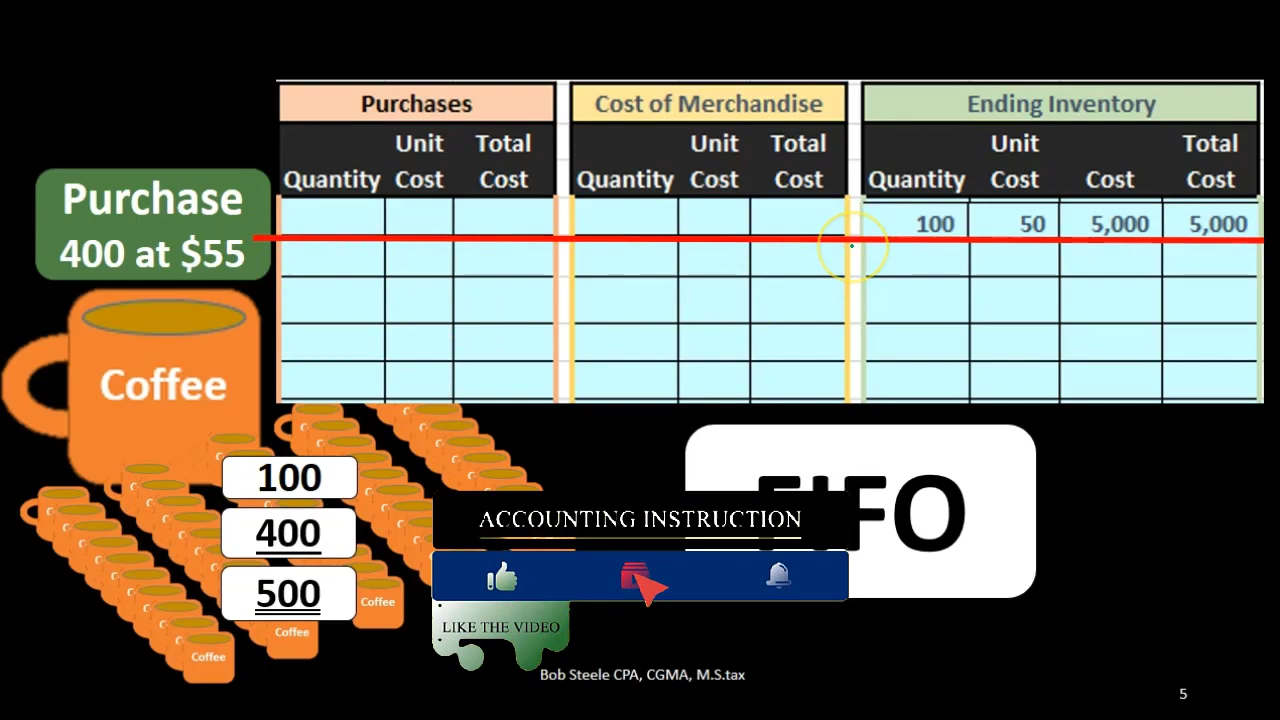 Purchases
Cost of Merchandise
Ending Inventory
Quantity Unit Cost Total Cost
Quantity Unit Cost Total Cost
Quantity Unit Cost Cost Total Cost
100 50 5,000 5,000
Purchase
400 at $55
Coffee
100
400
500
Coffee
Coffee
Coffee
FIFO
ACCOUNTING INSTRUCTION
LIKE THE VIDEO
Bob Steele CPA, CGMA, M.S.tax
5